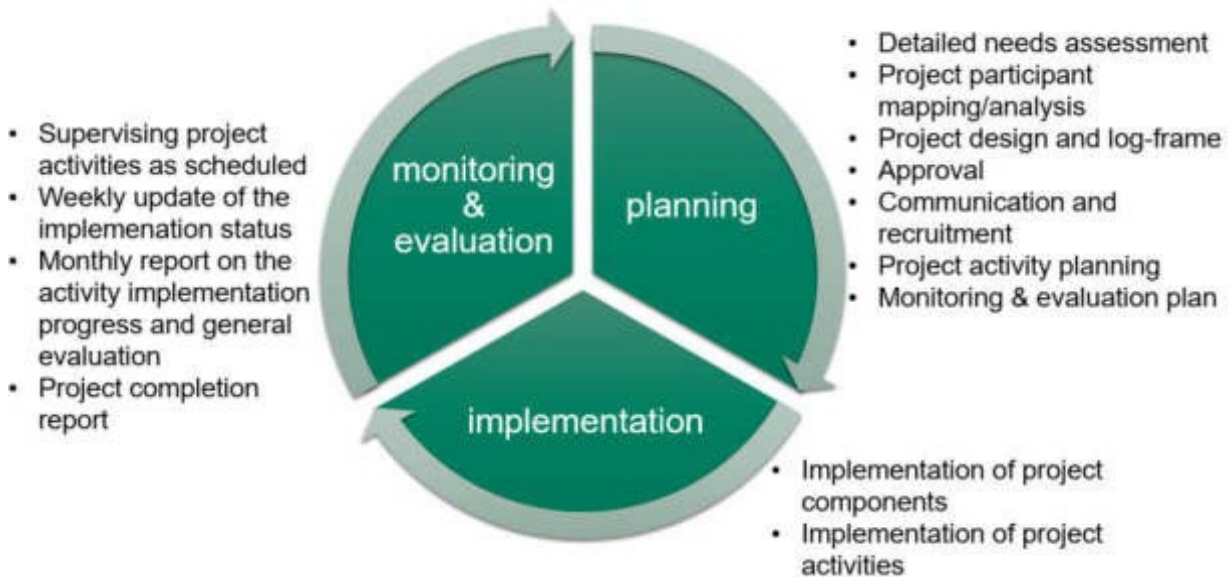 monitoring
&
evaluation
planning
implementation
• Detailed needs assessment
• Project participant
mapping/analysis
• Project design and log-frame
• Approval
• Communication and
recruitment
• Project activity planning
• Monitoring & evaluation plan
• Implementation of project
components
• Implementation of project
activities
• Supervising project
activities as scheduled
• Weekly update of the
implemenation status
• Monthly report on the
activity implementation
progress and general
evaluation
• Project completion
report